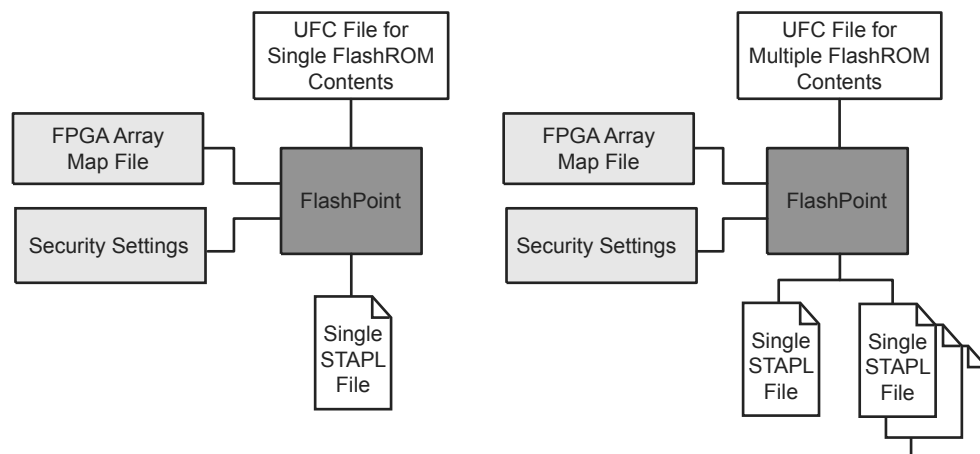 UFC File for
Single FlashROM
Contents
FPGA Array
Map File
FlashPoint
Security Settings
Single
STAPL
File
UFC File for
Multiple FlashROM
Contents
FPGA Array
Map File
FlashPoint
Security Settings
Single
STAPL
File
Single
STAPL
File